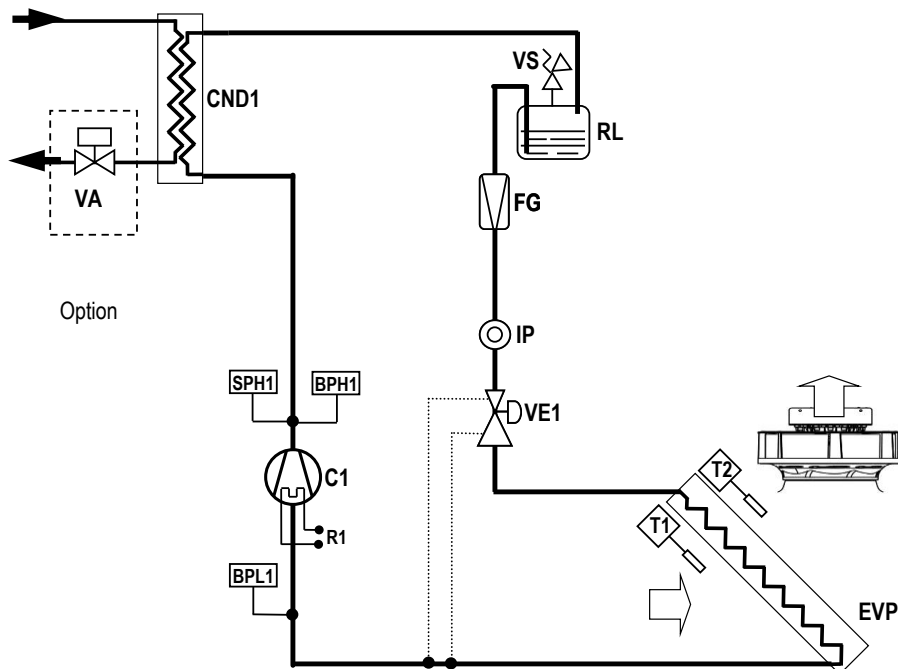 VS
CND1
RL
VA
FG
Option
IP
SPH1
BPH1
VE1
C1
T2
R1
T1
BPL1
EVP